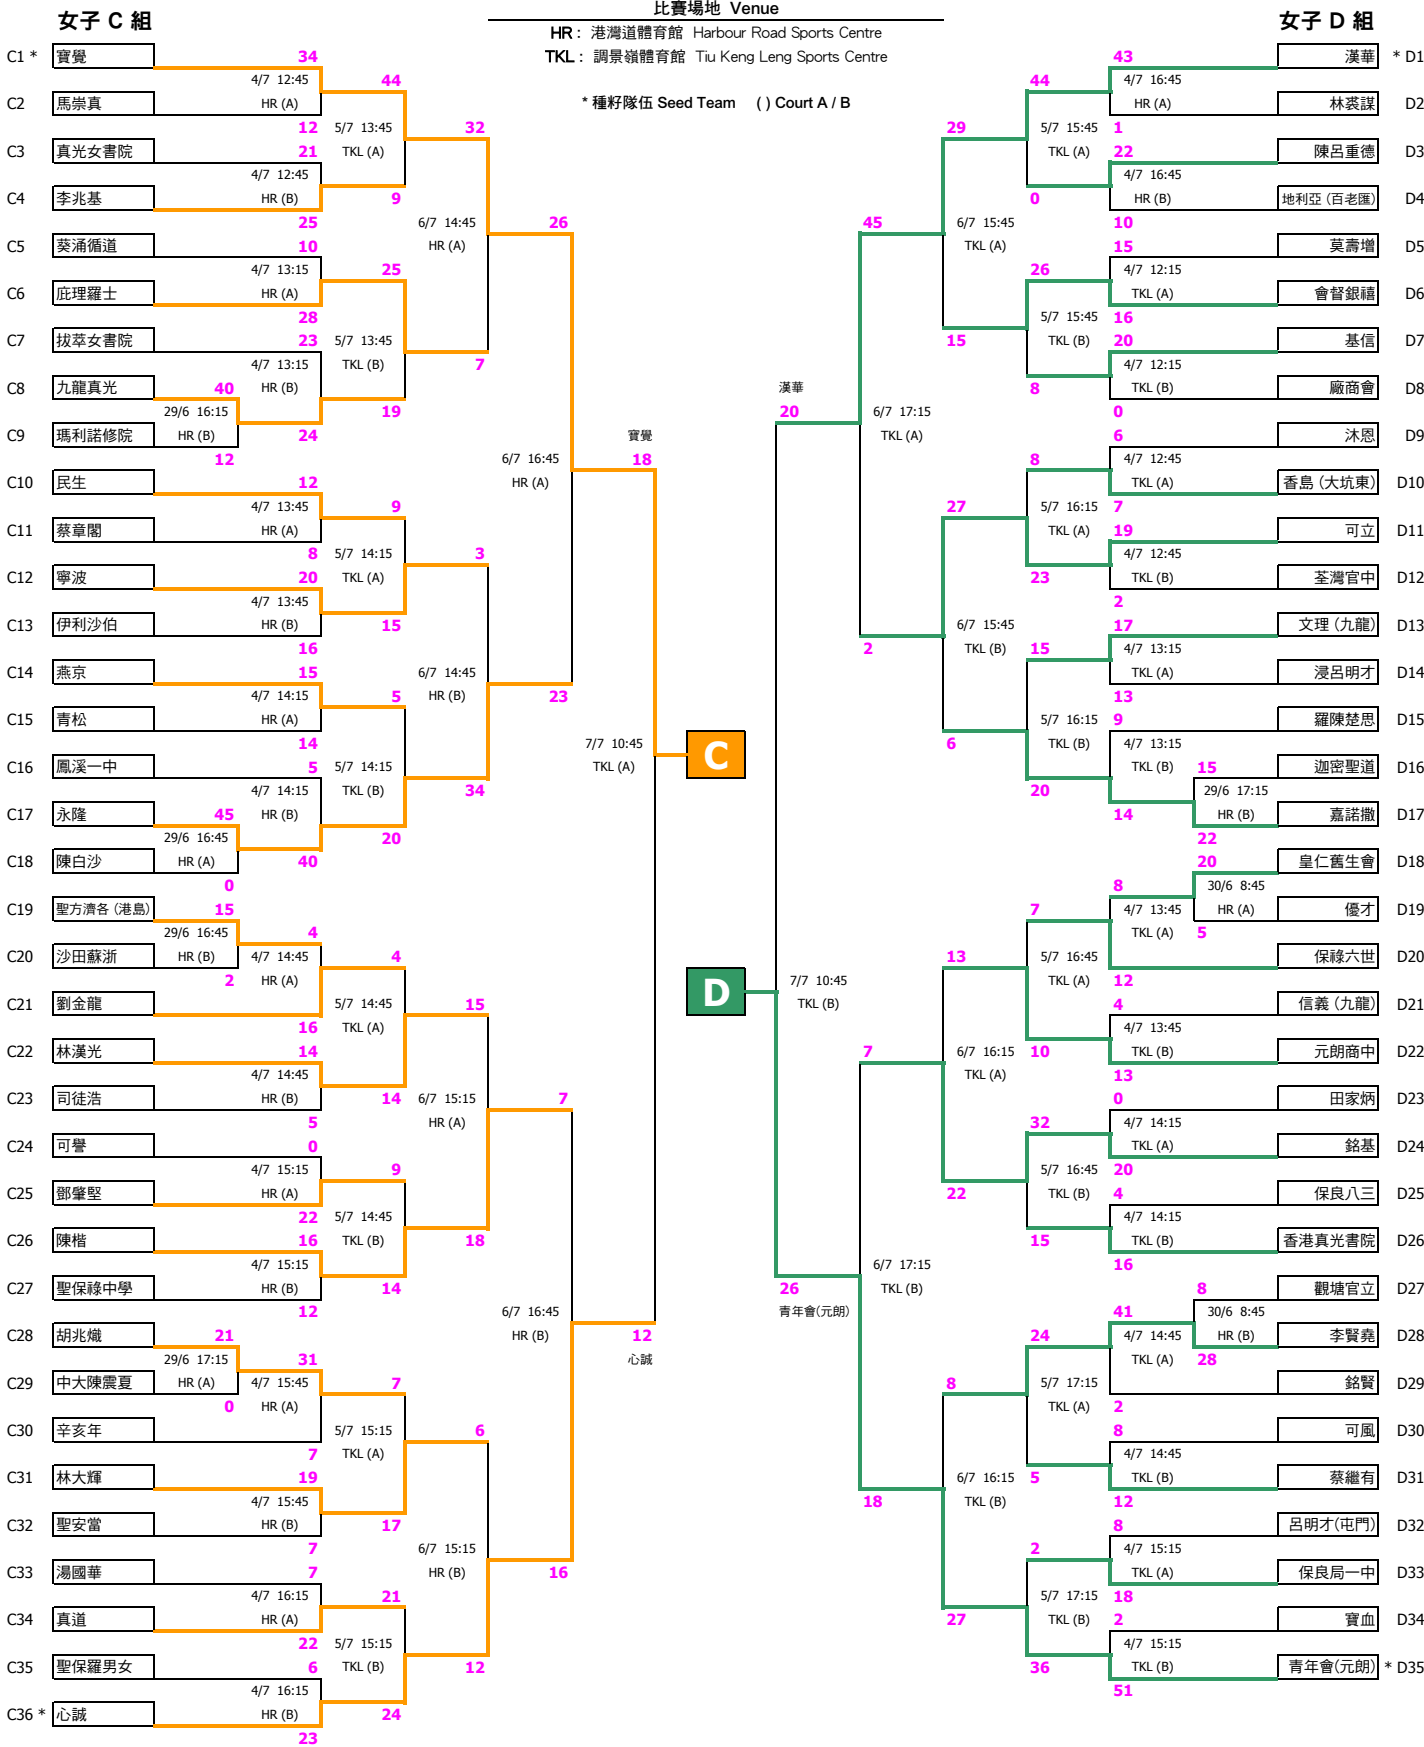 比賽場地 Venue
女子 C 組
女子 D 組
HR : 港灣道體育館 Harbour Road Sports Centre
TKL : 調景嶺體育館 Tiu Keng Leng Sports Centre
* 種籽隊伍 Seed Team ( ) Court A / B
C1 * 寶覺
C2 馬崇真
C3 真光女書院
C4 李兆基
C5 葵涌循道
C6 庇理羅士
C7 拔萃女書院
C8 九龍真光
C9 瑪利諾修院
C10 民生
C11 蔡章閣
C12 寧波
C13 伊利沙伯
C14 燕京
C15 青松
C16 鳳溪一中
C17 永隆
C18 陳白沙
C19 聖方濟各 (港島)
C20 沙田蘇浙
C21 劉金龍
C22 林漢光
C23 司徒浩
C24 可譽
C25 鄧肇堅
C26 陳楷
C27 聖保祿中學
C28 胡兆熾
C29 中大陳震夏
C30 辛亥年
C31 林大輝
C32 聖安當
C33 湯國華
C34 真道
C35 聖保羅男女
C36 * 心誠
40
29/6 16:15
HR (B)
12
45
29/6 16:45
HR (A)
0
15
29/6 16:45
HR (B)
2
21
29/6 17:15
HR (A)
0
34
4/7 12:45
HR (A)
12
21
4/7 12:45
HR (B)
25
10
4/7 13:15
HR (A)
28
23
4/7 13:15
HR (B)
24
12
4/7 13:45
HR (A)
8
20
4/7 13:45
HR (B)
16
15
4/7 14:15
HR (A)
14
5
4/7 14:15
HR (B)
40
4
4/7 14:45
HR (A)
16
14
4/7 14:45
HR (B)
5
0
4/7 15:15
HR (A)
22
16
4/7 15:15
HR (B)
12
31
4/7 15:45
HR (A)
7
19
4/7 15:45
HR (B)
7
7
4/7 16:15
HR (A)
22
6
4/7 16:15
HR (B)
23
44
5/7 13:45
TKL (A)
9
25
5/7 13:45
TKL (B)
19
9
5/7 14:15
TKL (A)
15
5
5/7 14:15
TKL (B)
20
4
5/7 14:45
TKL (A)
14
9
5/7 14:45
TKL (B)
14
7
5/7 15:15
TKL (A)
17
21
5/7 15:15
TKL (B)
24
32
6/7 14:45
HR (A)
7
3
6/7 14:45
HR (B)
34
15
6/7 15:15
HR (A)
18
6
6/7 15:15
HR (B)
12
26
6/7 16:45
HR (A)
23
7
6/7 16:45
HR (B)
16
寶覺
18
7/7 10:45
TKL (A)
12
心誠
C
D
漢華
20
7/7 10:45
TKL (B)
26
青年會(元朗)
45
6/7 17:15
TKL (A)
2
7
6/7 17:15
TKL (B)
18
29
6/7 15:45
TKL (A)
15
27
6/7 15:45
TKL (B)
6
13
6/7 16:15
TKL (A)
22
8
6/7 16:15
TKL (B)
27
44
5/7 15:45
TKL (A)
0
26
5/7 15:45
TKL (B)
8
8
5/7 16:15
TKL (A)
23
15
5/7 16:15
TKL (B)
20
7
5/7 16:45
TKL (A)
10
32
5/7 16:45
TKL (B)
15
24
5/7 17:15
TKL (A)
5
2
5/7 17:15
TKL (B)
36
43
4/7 16:45
HR (A)
1
22
4/7 16:45
HR (B)
10
15
4/7 12:15
TKL (A)
16
20
4/7 12:15
TKL (B)
0
6
4/7 12:45
TKL (A)
7
19
4/7 12:45
TKL (B)
2
17
4/7 13:15
TKL (A)
13
9
4/7 13:15
TKL (B)
14
8
4/7 13:45
TKL (A)
12
4
4/7 13:45
TKL (B)
13
0
4/7 14:15
TKL (A)
20
4
4/7 14:15
TKL (B)
16
41
4/7 14:45
TKL (A)
2
8
4/7 14:45
TKL (B)
12
8
4/7 15:15
TKL (A)
18
2
4/7 15:15
TKL (B)
51
15
29/6 17:15
HR (B)
22
20
30/6 8:45
HR (A)
5
8
30/6 8:45
HR (B)
28
漢華 * D1
林裘謀 D2
陳呂重德 D3
地利亞 (百老匯) D4
莫壽增 D5
會督銀禧 D6
基信 D7
廠商會 D8
沐恩 D9
香島 (大坑東) D10
可立 D11
荃灣官中 D12
文理 (九龍) D13
浸呂明才 D14
羅陳楚思 D15
迦密聖道 D16
嘉諾撒 D17
皇仁舊生會 D18
優才 D19
保祿六世 D20
信義 (九龍) D21
元朗商中 D22
田家炳 D23
銘基 D24
保良八三 D25
香港真光書院 D26
觀塘官立 D27
李賢堯 D28
銘賢 D29
可風 D30
蔡繼有 D31
呂明才(屯門) D32
保良局一中 D33
寶血 D34
青年會(元朗) * D35